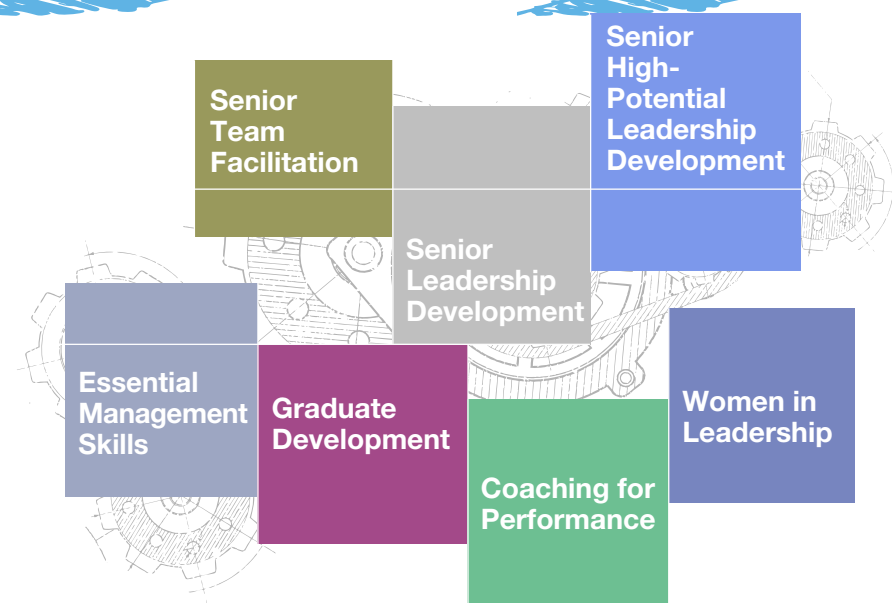 Senior
Team
Facilitation
Senior
Leadership
Development
Senior
High-
Potential
Leadership
Development
Essential
Management
Skills
Graduate
Development
Coaching for
Performance
Women in
Leadership